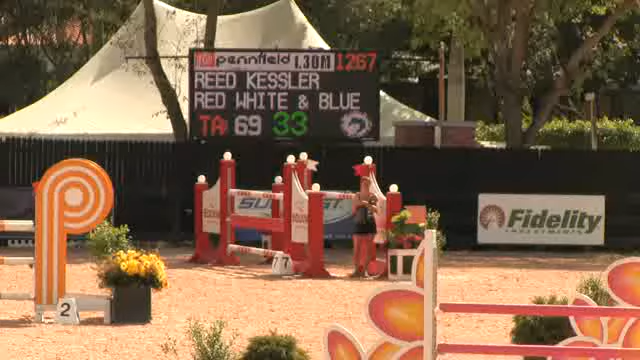 pennfield 1.30M 1267
REED KESSLER
RED WHITE & BLUE
TA: 69 33
Fidelity
INVESTMENTS
2